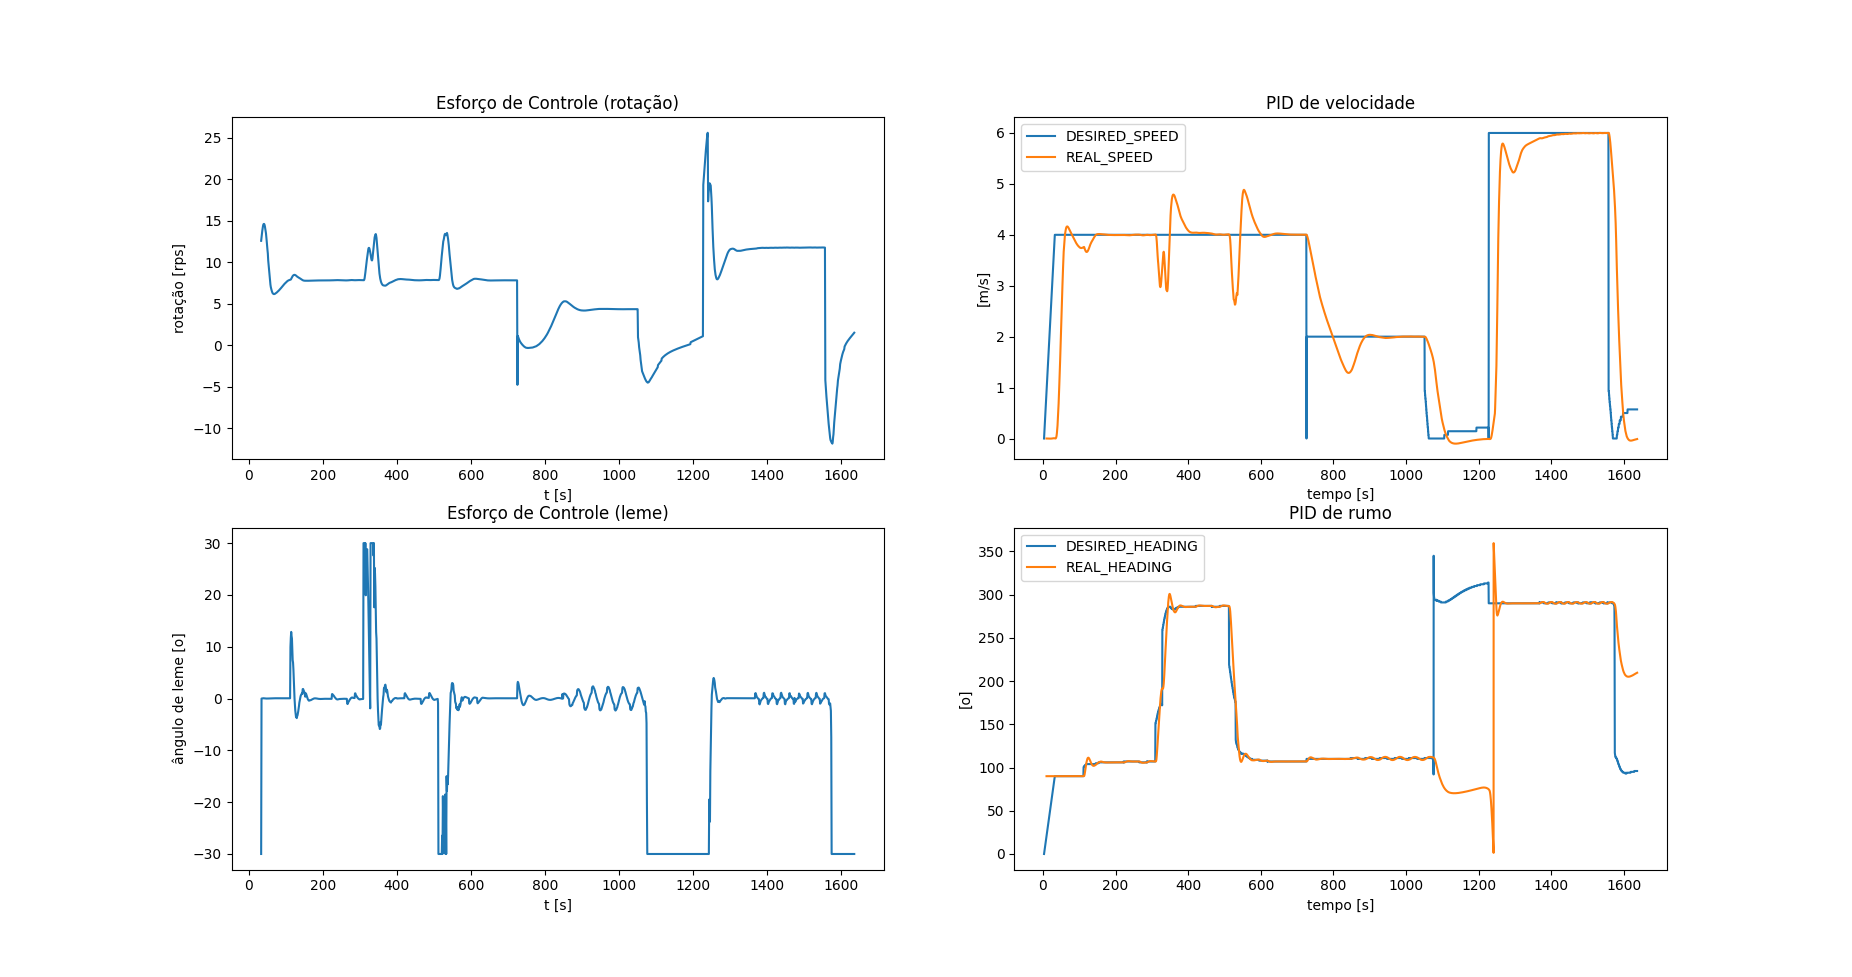 Esforço de Controle (rotação)
rotação [rps]
25
20
15
10
5
0
−5
−10
0 200 400 600 800 1000 1200 1400 1600
t [s]
PID de velocidade
DESIRED_SPEED
REAL_SPEED
[m/s]
6
5
4
3
2
1
0
0 200 400 600 800 1000 1200 1400 1600
tempo [s]
Esforço de Controle (leme)
ângulo de leme [o]
30
20
10
0
−10
−20
−30
0 200 400 600 800 1000 1200 1400 1600
t [s]
PID de rumo
DESIRED_HEADING
REAL_HEADING
[o]
350
300
250
200
150
100
50
0
0 200 400 600 800 1000 1200 1400 1600
tempo [s]